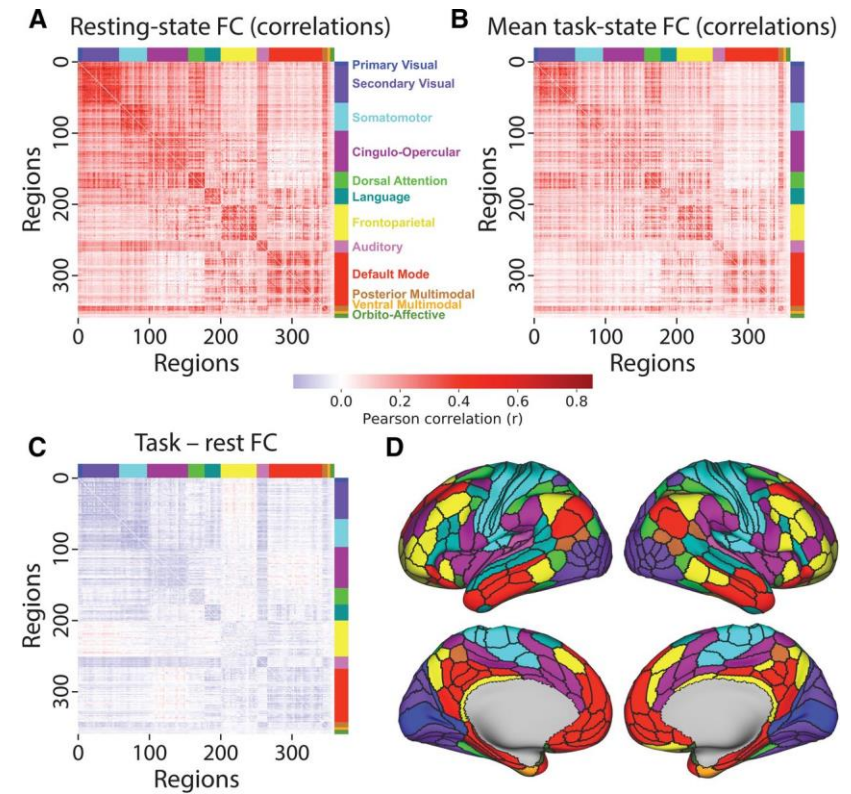 A Resting-state FC (correlations)
B Mean task-state FC (correlations)
0
100
200
300
Regions
0 100 200 300
Regions
Primary Visual
Secondary Visual
Somatomotor
Cingulo-Opercular
Dorsal Attention
Language
Frontoparietal
Auditory
Default Mode
Posterior Multimodal
Ventral Multimodal
Orbito-Affective
0
100
200
300
Regions
0 100 200 300
Regions
0.0 0.2 0.4 0.6 0.8
Pearson correlation (r)
C Task – rest FC
0
100
200
300
Regions
0 100 200 300
Regions
D